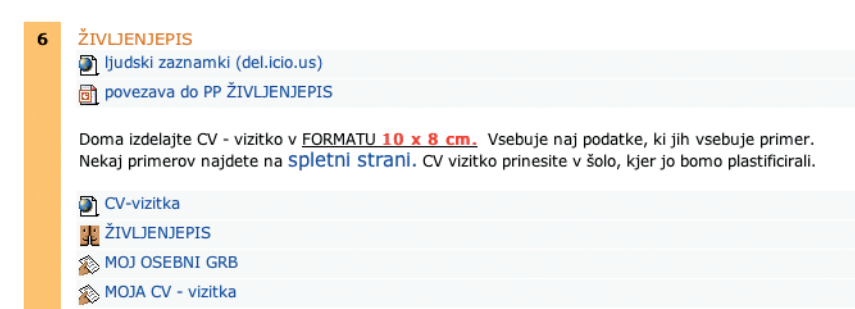 6 ŽIVLJENJEPIS
ljudski zaznamki (del.icio.us)
povezava do PP ŽIVLJENJEPIS
Doma izdelajte CV - vizitko v FORMATU 10 x 8 cm. Vsebuje naj podatke, ki jih vsebuje primer.
Nekaj primerov najdete na spletni strani. CV vizitko prinesite v šolo, kjer jo bomo plastificirali.
CV-vizitka
ŽIVLJENJEPIS
MOJ OSEBNI GRB
MOJA CV - vizitka